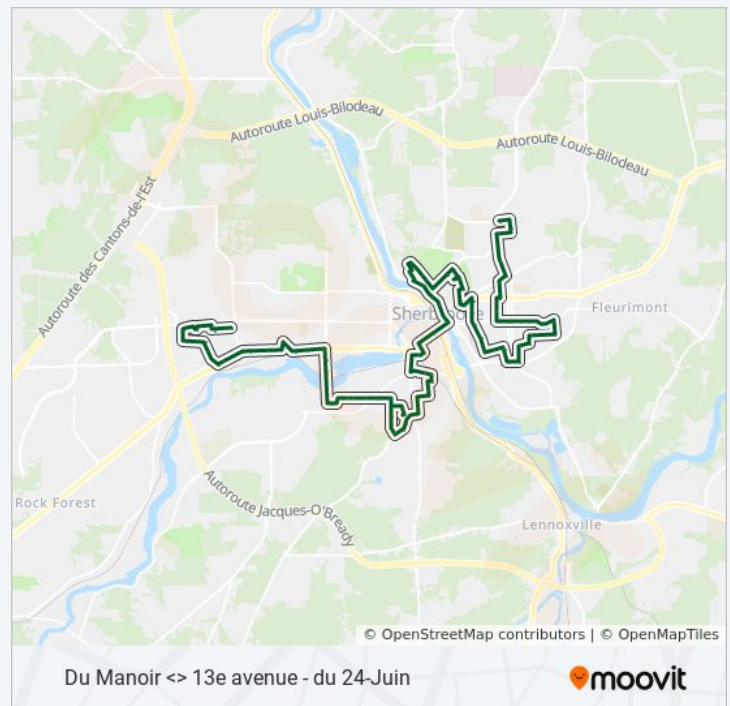 Autoroute Louis-Bilodeau
Autoroute Louis-Bilodeau
Autoroute des Cantons-de-l'Est
Fleurimont
Rock Forest
Autoroute Jacques-O'Bready
Lennoxville
© OpenStreetMap contributors | © OpenMapTiles
Du Manoir <> 13e avenue - du 24-Juin
moovit